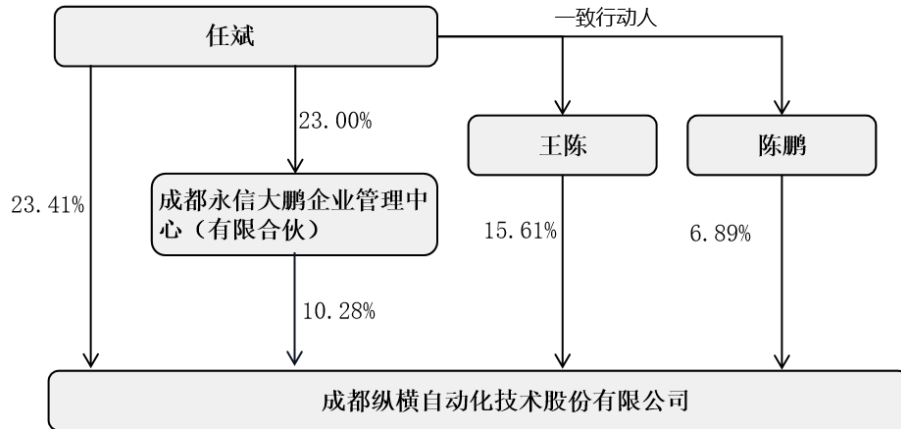 一致行动人
任斌
23.00%
王陈
陈鹏
23.41%
成都永信大鹏企业管理中
心（有限合伙）
15.61%
6.89%
10.28%
成都纵横自动化技术股份有限公司